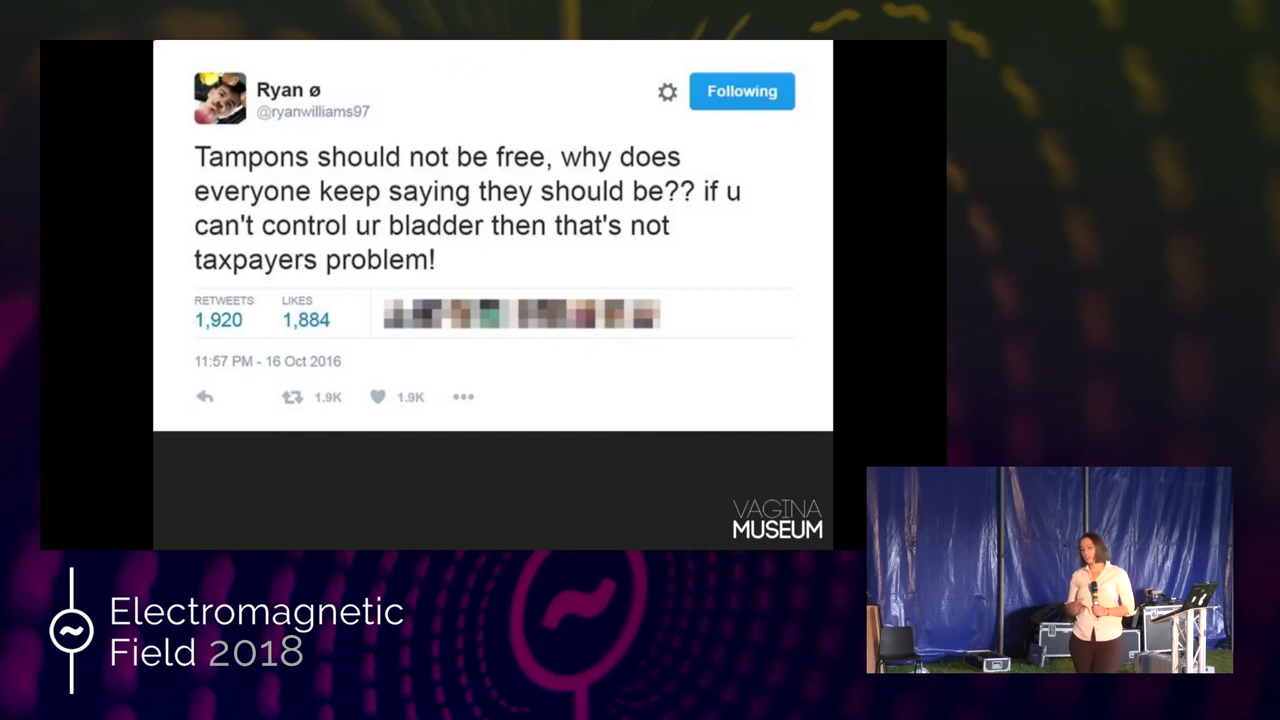 Ryan ø
@ryanwilliams97
Following
Tampons should not be free, why does
everyone keep saying they should be?? if u
can't control ur bladder then that's not
taxpayers problem!
RETWEETS LIKES
1,920 1,884
11:57 PM - 16 Oct 2016
1.9K 1.9K
VAGINA
MUSEUM
Electromagnetic
Field 2018